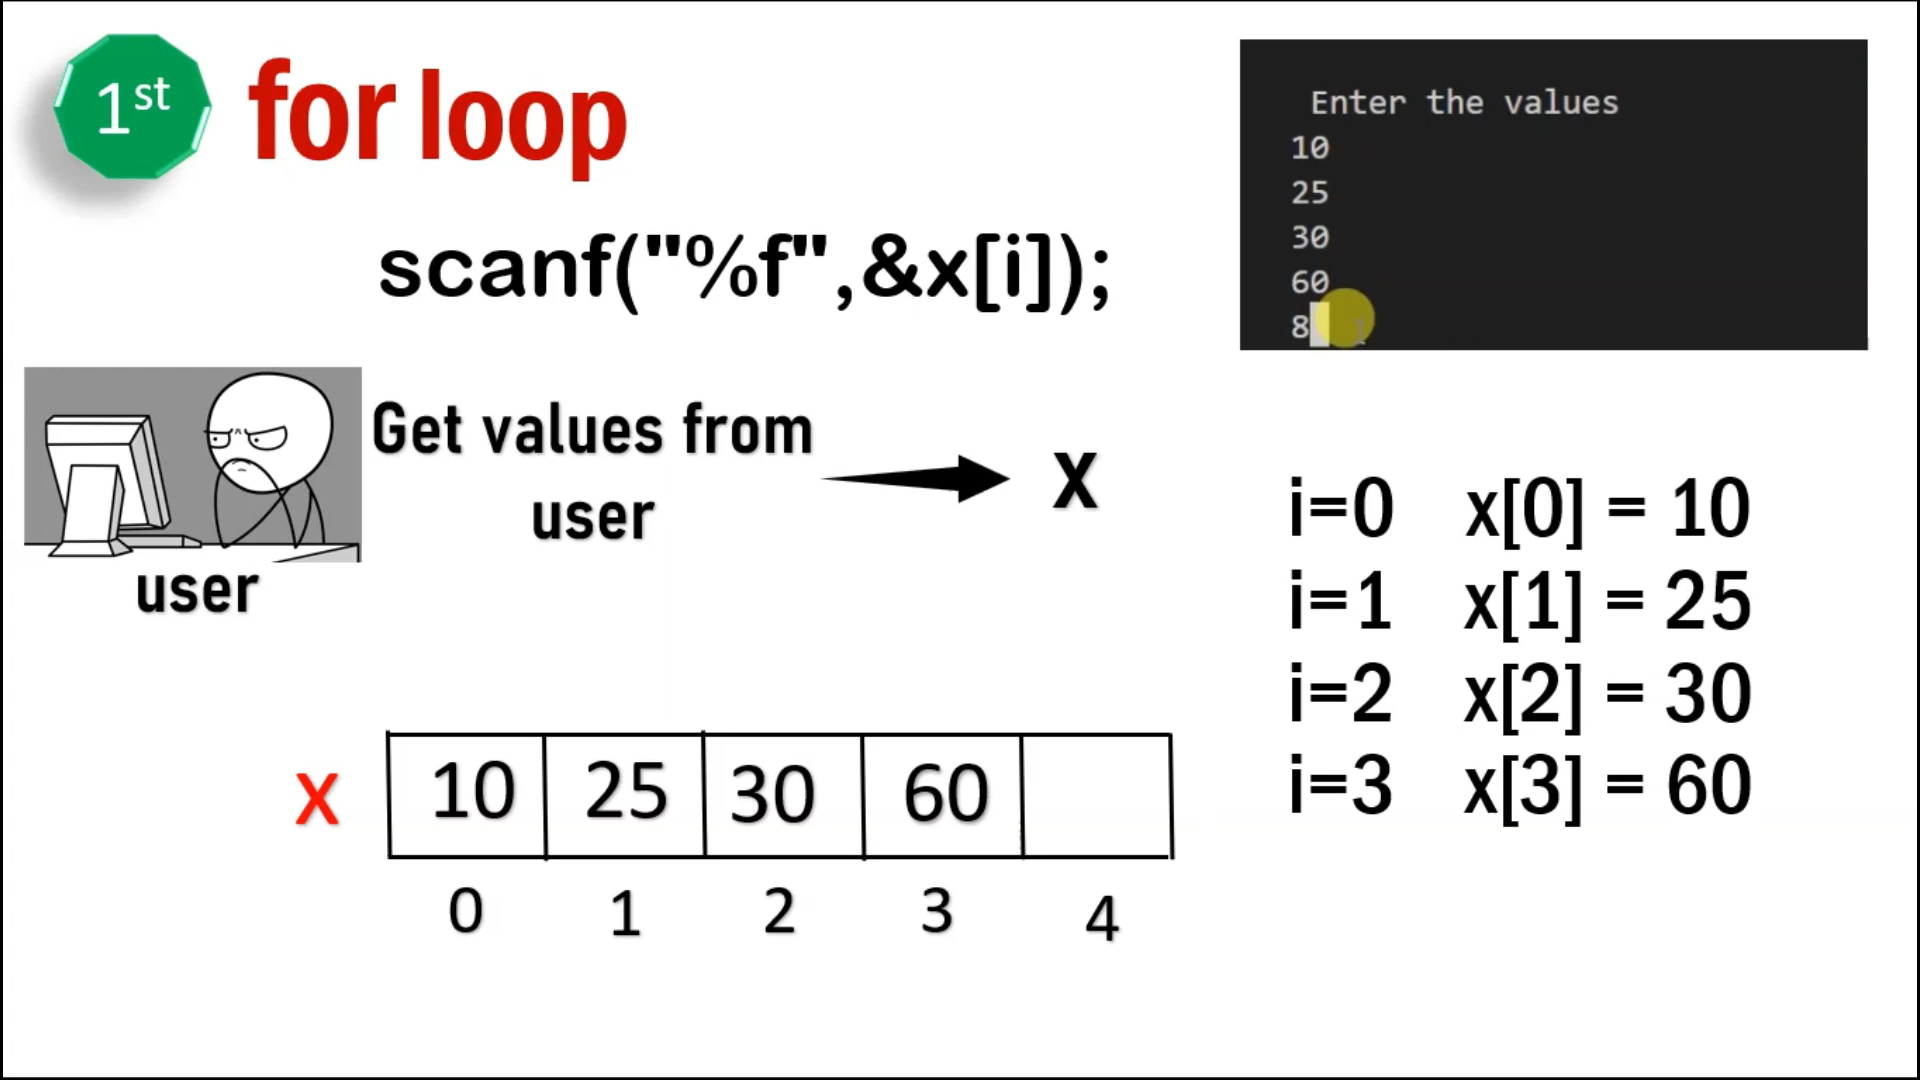 1st for loop
scanf("%f",&x[i]);
Enter the values
10
25
30
60
8
Get values from
user
X
user
i=0 x[0] = 10
i=1 x[1] = 25
i=2 x[2] = 30
i=3 x[3] = 60
X 10 25 30 60
0 1 2 3 4